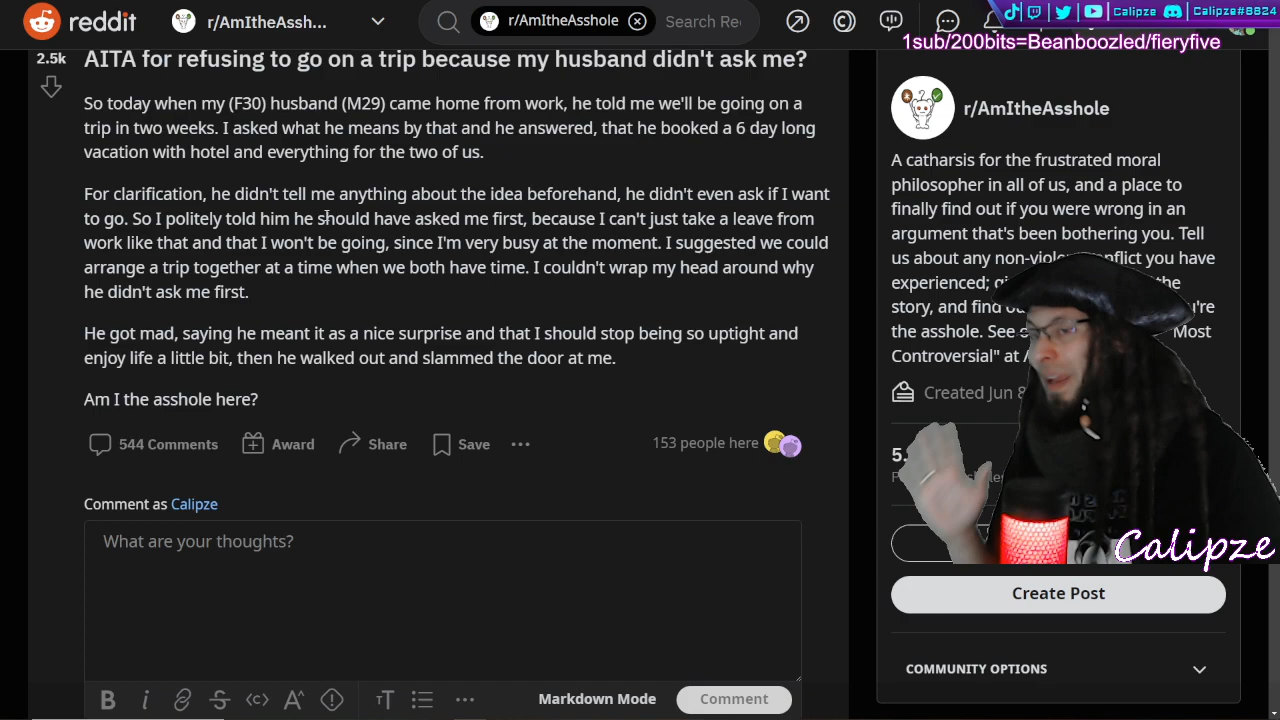 reddit
r/AmItheAssh...
r/AmItheAsshole
Search Re
Calipze
Calipze#8824
1sub/200bits=Beanboozled/fieryfive
2.5k
AITA for refusing to go on a trip because my husband didn't ask me?
So today when my (F30) husband (M29) came home from work, he told me we'll be going on a
trip in two weeks. I asked what he means by that and he answered, that he booked a 6 day long
vacation with hotel and everything for the two of us.
For clarification, he didn't tell me anything about the idea beforehand, he didn't even ask if I want
to go. So I politely told him he should have asked me first, because I can't just take a leave from
work like that and that I won't be going, since I'm very busy at the moment. I suggested we could
arrange a trip together at a time when we both have time. I couldn't wrap my head around why
he didn't ask me first.
He got mad, saying he meant it as a nice surprise and that I should stop being so uptight and
enjoy life a little bit, then he walked out and slammed the door at me.
Am I the asshole here?
544 Comments
Award
Share
Save
153 people here
Comment as Calipze
What are your thoughts?
Markdown Mode
Comment
r/AmItheAsshole
A catharsis for the frustrated moral
philosopher in all of us, and a place to
finally find out if you were wrong in an
argument that's been bothering you. Tell
us about any non-violent conflict you have
experienced; the
story, and find
the asshole. See Most
Controversial" at
Created Jun 8
5.
Calipze
Create Post
COMMUNITY OPTIONS